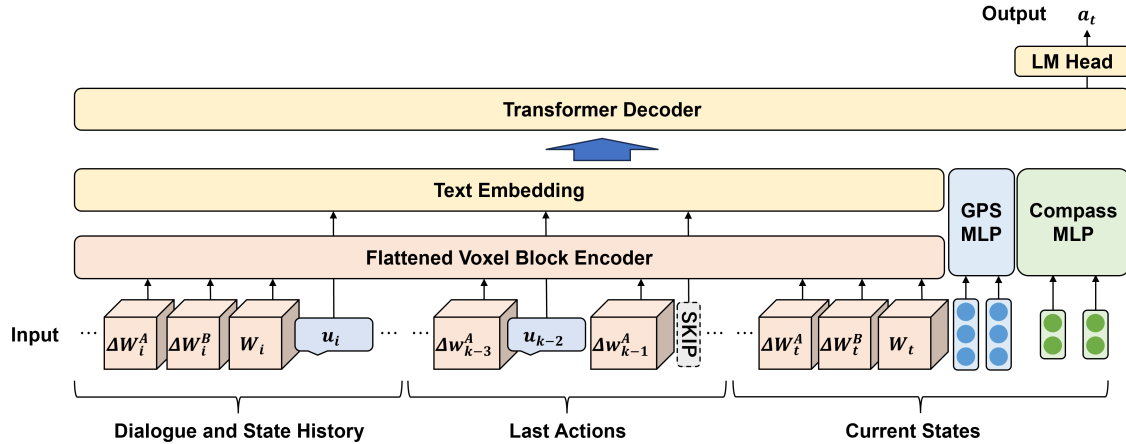 Output a_t
LM Head
Transformer Decoder
Text Embedding
GPS MLP
Compass MLP
Flattened Voxel Block Encoder
Input ... ΔW_i^A ΔW_i^B W_i u_i ... Δw_{k-3}^A u_{k-2} Δw_{k-1}^A SKIP ... ... ΔW_t^A ΔW_t^B W_t
Dialogue and State History
Last Actions
Current States